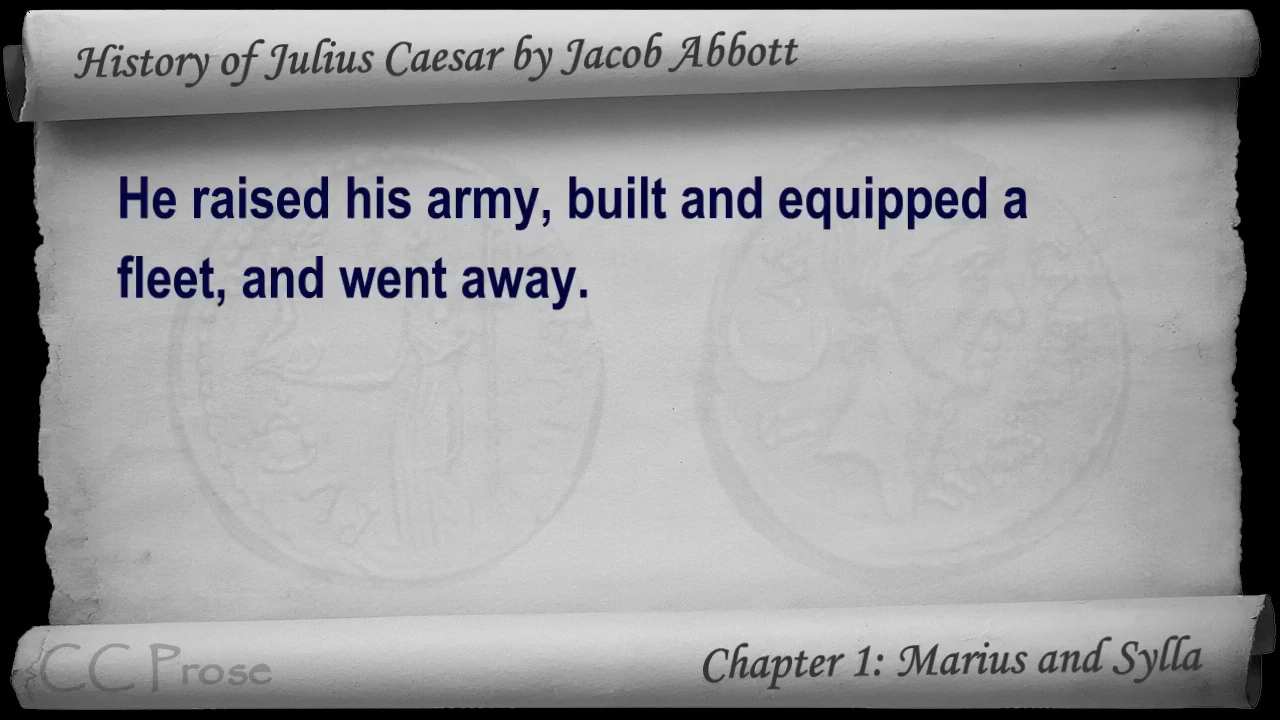 History of Julius Caesar by Jacob Abbott
He raised his army, built and equipped a
fleet, and went away.
CC Prose
Chapter 1: Marius and Sylla